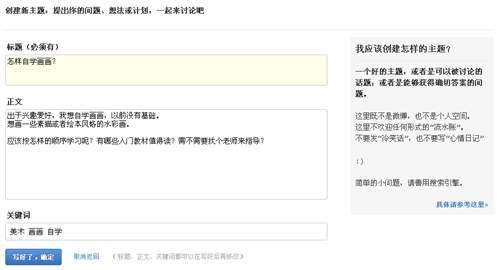 创建新主题，提出你的问题、想法或计划，一起来讨论吧
标题（必须有）
怎样自学画画？
正文
出于兴趣爱好，我想自学画画，以前没有基础。
想画一些素描或者绘本风格的水彩画。
应该按怎样的顺序学习呢？有哪些入门教材值得读？需不需要找个老师来指导？
关键词
美术 画画 自学
写好了，确定
取消返回
（ 标题、正文、关键词都可以在写好后再修改 ）
我应该创建怎样的主题？
一个好的主题，或者是可以被讨论的
话题；或者是能够获得确切答案的问
题。
这里既不是微博，也不是个人空间。
这里不欢迎任何形式的“流水账”。
不要发“冷笑话”，也不要写“心情日记”
：）
简单的小问题，请善用搜索引擎。
具体请参考这里»